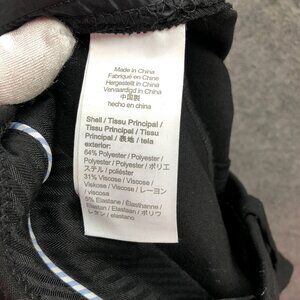 Made in China
Fabriqué en Chine
Hergestellt in China
Vervaardigd in China
中国製
hecho en china
Shell / Tissu Principal /
Tissu Principal / Tissu
Principal / 表地 / tela
exterior:
64% Polyester / Polyester /
Polyester / Polyester / ポリエ
ステル / poliéster
31% Viscose / Viscose /
Viskose / Viscose / レーヨン
/ viscosa
5% Elastane / Élasthanne /
Elastan / Elastaan / ポリウ
レタン / elastano